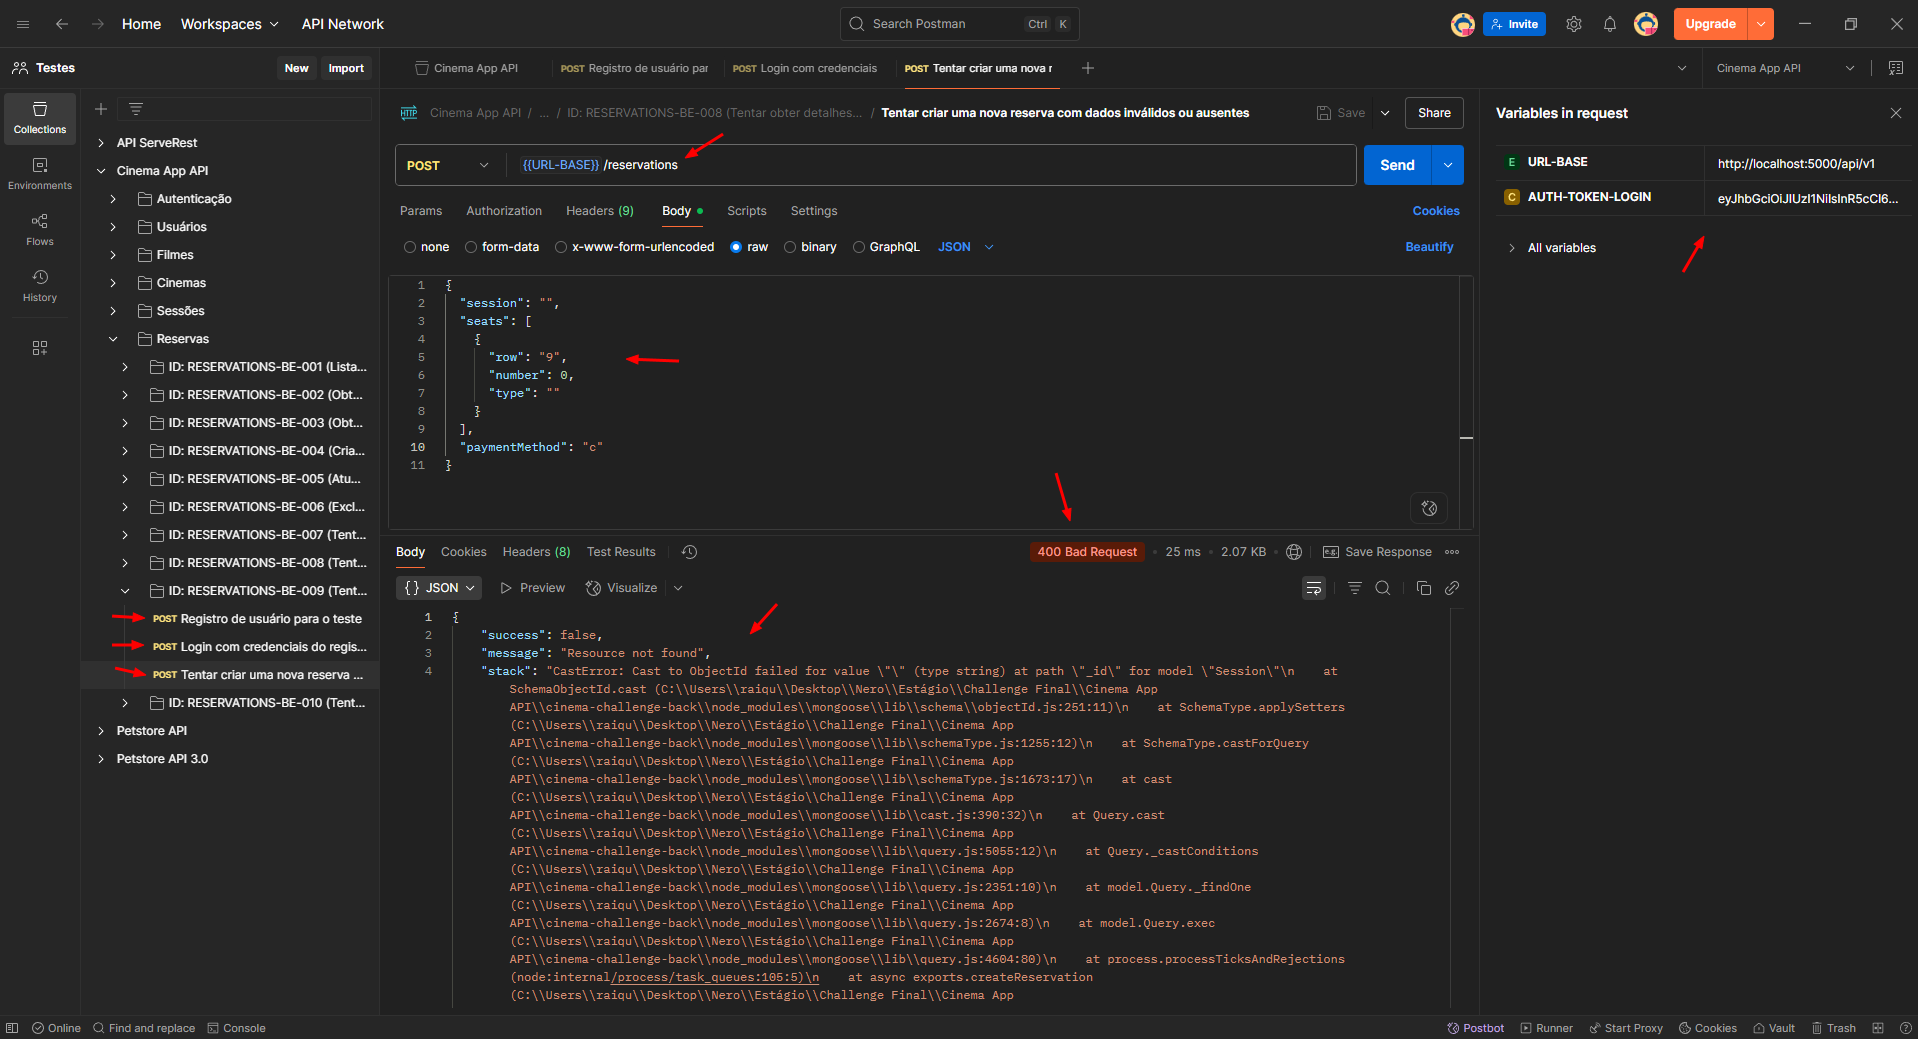 Home
Workspaces
API Network
Search Postman
Ctrl
K
Invite
Upgrade
Testes
New
Import
Cinema App API
POST Registro de usuário par
POST Login com credenciais
POST Tentar criar uma nova r
Cinema App API
Collections
Environments
Flows
History
API ServeRest
Cinema App API
Autenticação
Usuários
Filmes
Cinemas
Sessões
Reservas
ID: RESERVATIONS-BE-001 (Lista...
ID: RESERVATIONS-BE-002 (Obt...
ID: RESERVATIONS-BE-003 (Obt...
ID: RESERVATIONS-BE-004 (Cria...
ID: RESERVATIONS-BE-005 (Atu...
ID: RESERVATIONS-BE-006 (Excl...
ID: RESERVATIONS-BE-007 (Tent...
ID: RESERVATIONS-BE-008 (Tent...
ID: RESERVATIONS-BE-009 (Tent...
POST Registro de usuário para o teste
POST Login com credenciais do regis...
POST Tentar criar uma nova reserva ...
ID: RESERVATIONS-BE-010 (Tent...
Petstore API
Petstore API 3.0
HTTP Cinema App API / ... / ID: RESERVATIONS-BE-008 (Tentar obter detalhes... / Tentar criar uma nova reserva com dados inválidos ou ausentes
Save
Share
POST
{{URL-BASE}} /reservations
Send
Params Authorization Headers (9) Body Scripts Settings
Cookies
none form-data x-www-form-urlencoded raw binary GraphQL JSON
Beautify
1 {
2 "session": "",
3 "seats": [
4 {
5 "row": "9",
6 "number": 0,
7 "type": ""
8 }
9 ],
10 "paymentMethod": "c"
11 }
Body Cookies Headers (8) Test Results
400 Bad Request • 25 ms • 2.07 KB
e.g. Save Response
{} JSON
Preview
Visualize
1 {
2 "success": false,
3 "message": "Resource not found",
4 "stack": "CastError: Cast to ObjectId failed for value \"\" (type string) at path \"_id\" for model \"Session\"\n    at
SchemaObjectId.cast (C:\\Users\\raiqu\\Desktop\\Nero\\Estágio\\Challenge Final\\Cinema App
API\\cinema-challenge-back\\node_modules\\mongoose\\lib\\schema\\objectId.js:251:11)\n    at SchemaType.applySetters
(C:\\Users\\raiqu\\Desktop\\Nero\\Estágio\\Challenge Final\\Cinema App
API\\cinema-challenge-back\\node_modules\\mongoose\\lib\\schemaType.js:1255:12)\n    at SchemaType.castForQuery
(C:\\Users\\raiqu\\Desktop\\Nero\\Estágio\\Challenge Final\\Cinema App
API\\cinema-challenge-back\\node_modules\\mongoose\\lib\\schemaType.js:1673:17)\n    at cast
(C:\\Users\\raiqu\\Desktop\\Nero\\Estágio\\Challenge Final\\Cinema App
API\\cinema-challenge-back\\node_modules\\mongoose\\lib\\cast.js:390:32)\n    at Query.cast
(C:\\Users\\raiqu\\Desktop\\Nero\\Estágio\\Challenge Final\\Cinema App
API\\cinema-challenge-back\\node_modules\\mongoose\\lib\\query.js:5055:12)\n    at Query._castConditions
(C:\\Users\\raiqu\\Desktop\\Nero\\Estágio\\Challenge Final\\Cinema App
API\\cinema-challenge-back\\node_modules\\mongoose\\lib\\query.js:2351:10)\n    at model.Query._findOne
(C:\\Users\\raiqu\\Desktop\\Nero\\Estágio\\Challenge Final\\Cinema App
API\\cinema-challenge-back\\node_modules\\mongoose\\lib\\query.js:2674:8)\n    at model.Query.exec
(C:\\Users\\raiqu\\Desktop\\Nero\\Estágio\\Challenge Final\\Cinema App
API\\cinema-challenge-back\\node_modules\\mongoose\\lib\\query.js:4604:80)\n    at process.processTicksAndRejections
(node:internal/process/task_queues:105:5)\n    at async exports.createReservation
(C:\\Users\\raiqu\\Desktop\\Nero\\Estágio\\Challenge Final\\Cinema App
Variables in request
E URL-BASE http://localhost:5000/api/v1
C AUTH-TOKEN-LOGIN eyJhbGciOiJIUzI1NiIsInR5cCI6...
All variables
Online
Find and replace
Console
Postbot
Runner
Start Proxy
Cookies
Vault
Trash